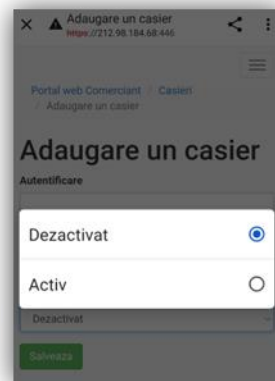 Adaugare un casier
https://212.98.184.68:446
Portal web Comerciant / Casieri
/ Adaugare un casier
Adaugare un casier
Autentificare
Dezactivat
Activ
Dezactivat
Salveaza